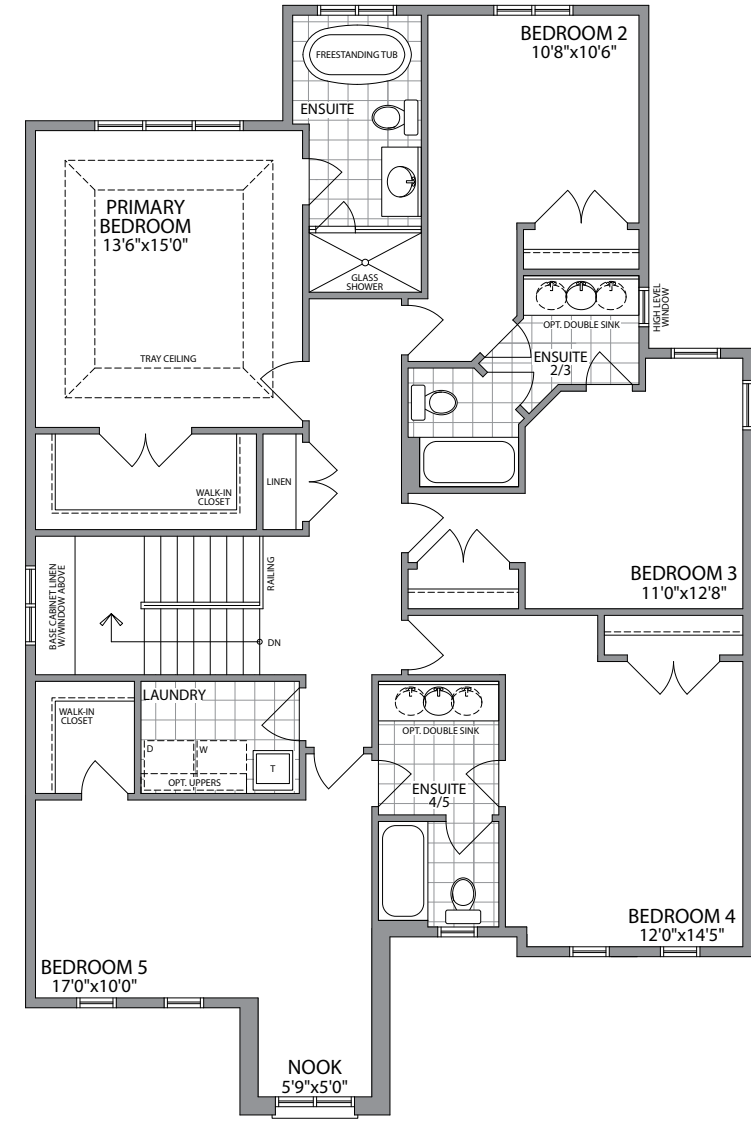 BEDROOM 2
10'8"x10'6"
FREESTANDING TUB
ENSUITE
PRIMARY
BEDROOM
13'6"x15'0"
GLASS
SHOWER
HIGH LEVEL
WINDOW
OPT. DOUBLE SINK
ENSUITE
2/3
TRAY CEILING
LINEN
WALK-IN
CLOSET
BASE CABINET LINEN
W/WINDOW ABOVE
RAILING
BEDROOM 3
11'0"x12'8"
DN
LAUNDRY
WALK-IN
CLOSET
D
W
T
OPT. UPPERS
OPT. DOUBLE SINK
ENSUITE
4/5
BEDROOM 4
12'0"x14'5"
BEDROOM 5
17'0"x10'0"
NOOK
5'9"x5'0"